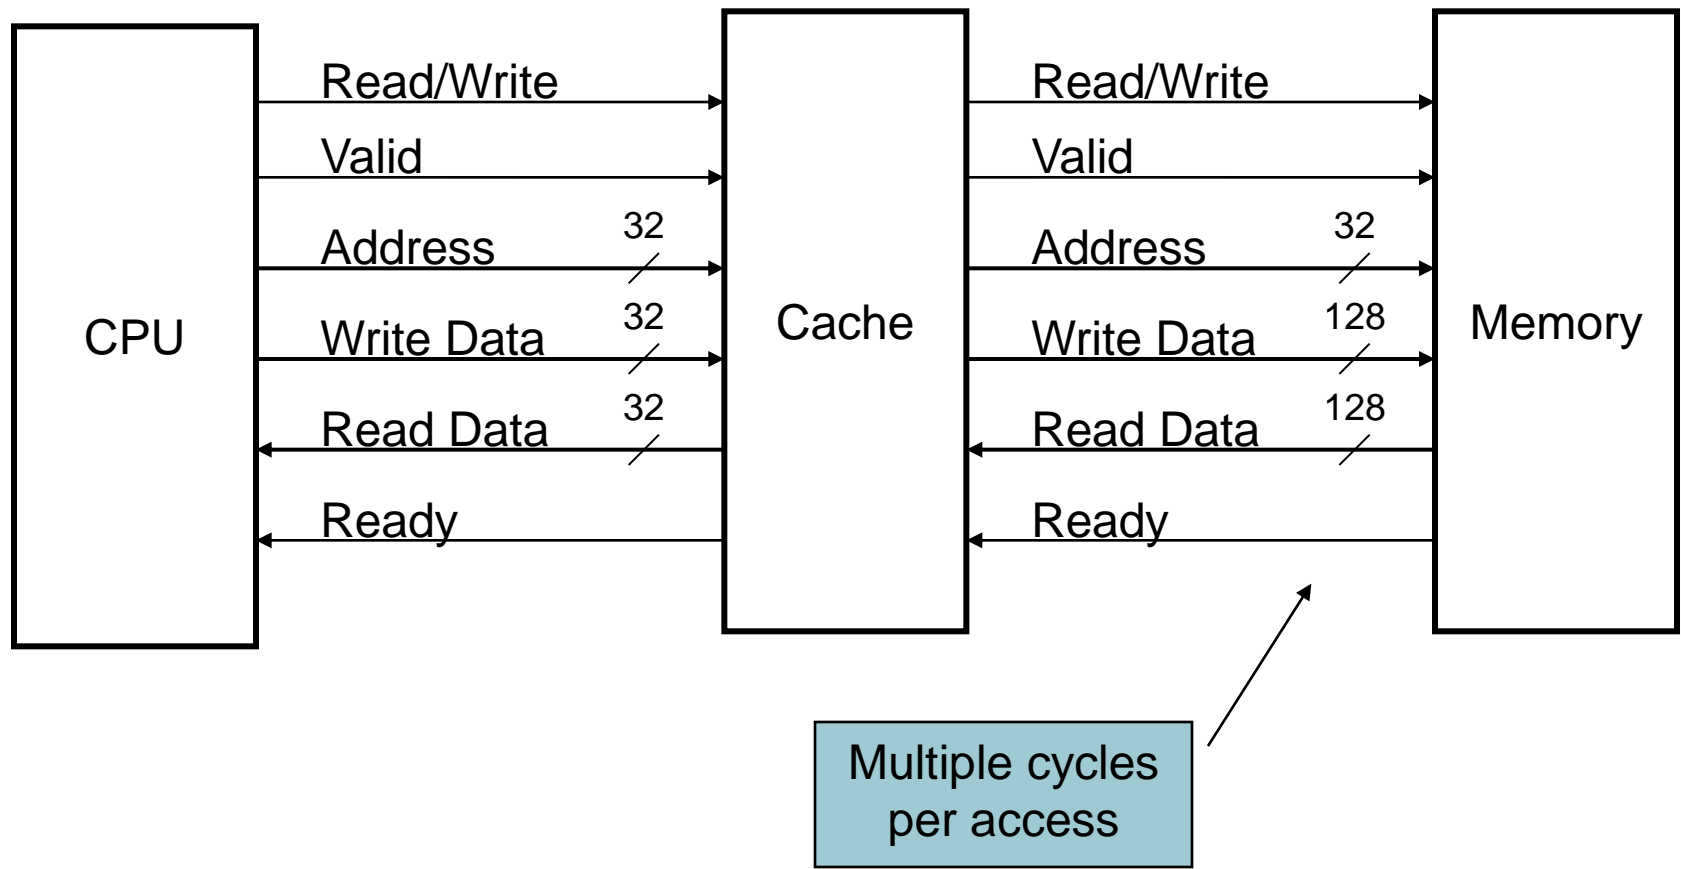 CPU
Read/Write
Valid
Address
32
Write Data
32
Read Data
32
Ready
Cache
Read/Write
Valid
Address
32
Write Data
128
Read Data
128
Ready
Memory
Multiple cycles
per access